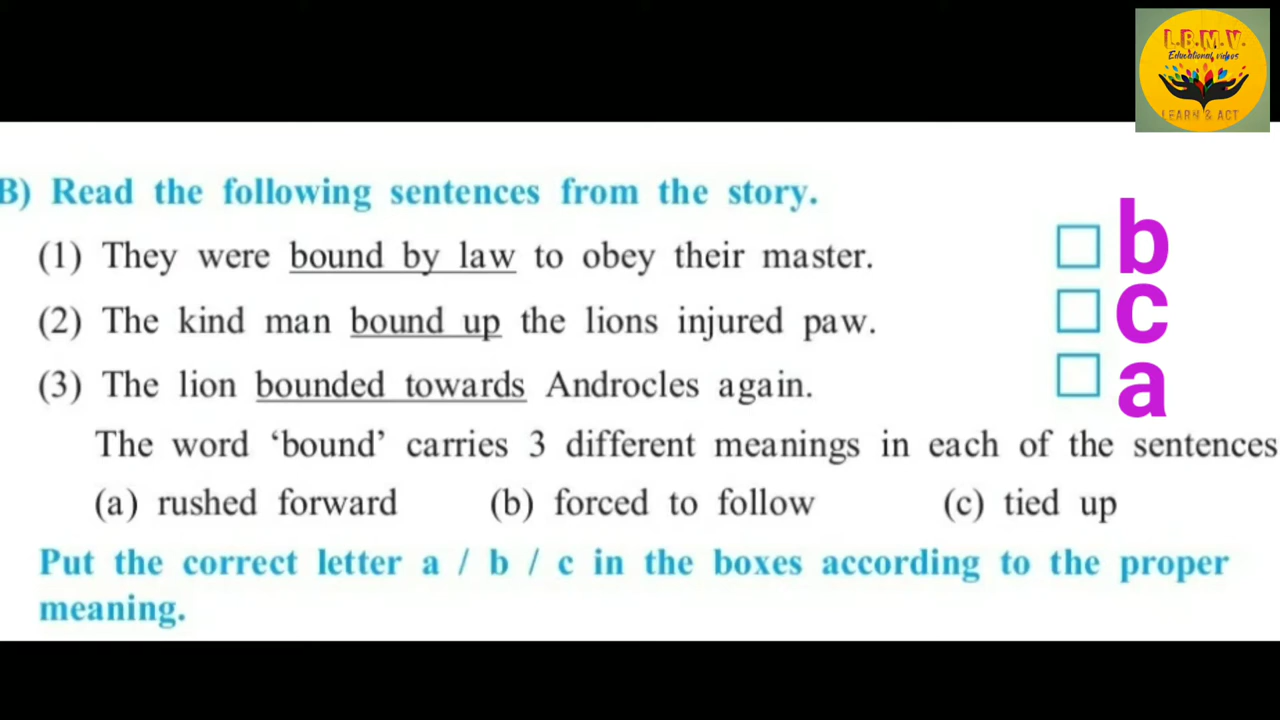 L.B.M.V.
Educational videos
LEARN & ACT
B) Read the following sentences from the story.
(1) They were bound by law to obey their master. b
(2) The kind man bound up the lions injured paw. c
(3) The lion bounded towards Androcles again. a
The word ‘bound’ carries 3 different meanings in each of the sentences
(a) rushed forward (b) forced to follow (c) tied up
Put the correct letter a / b / c in the boxes according to the proper
meaning.